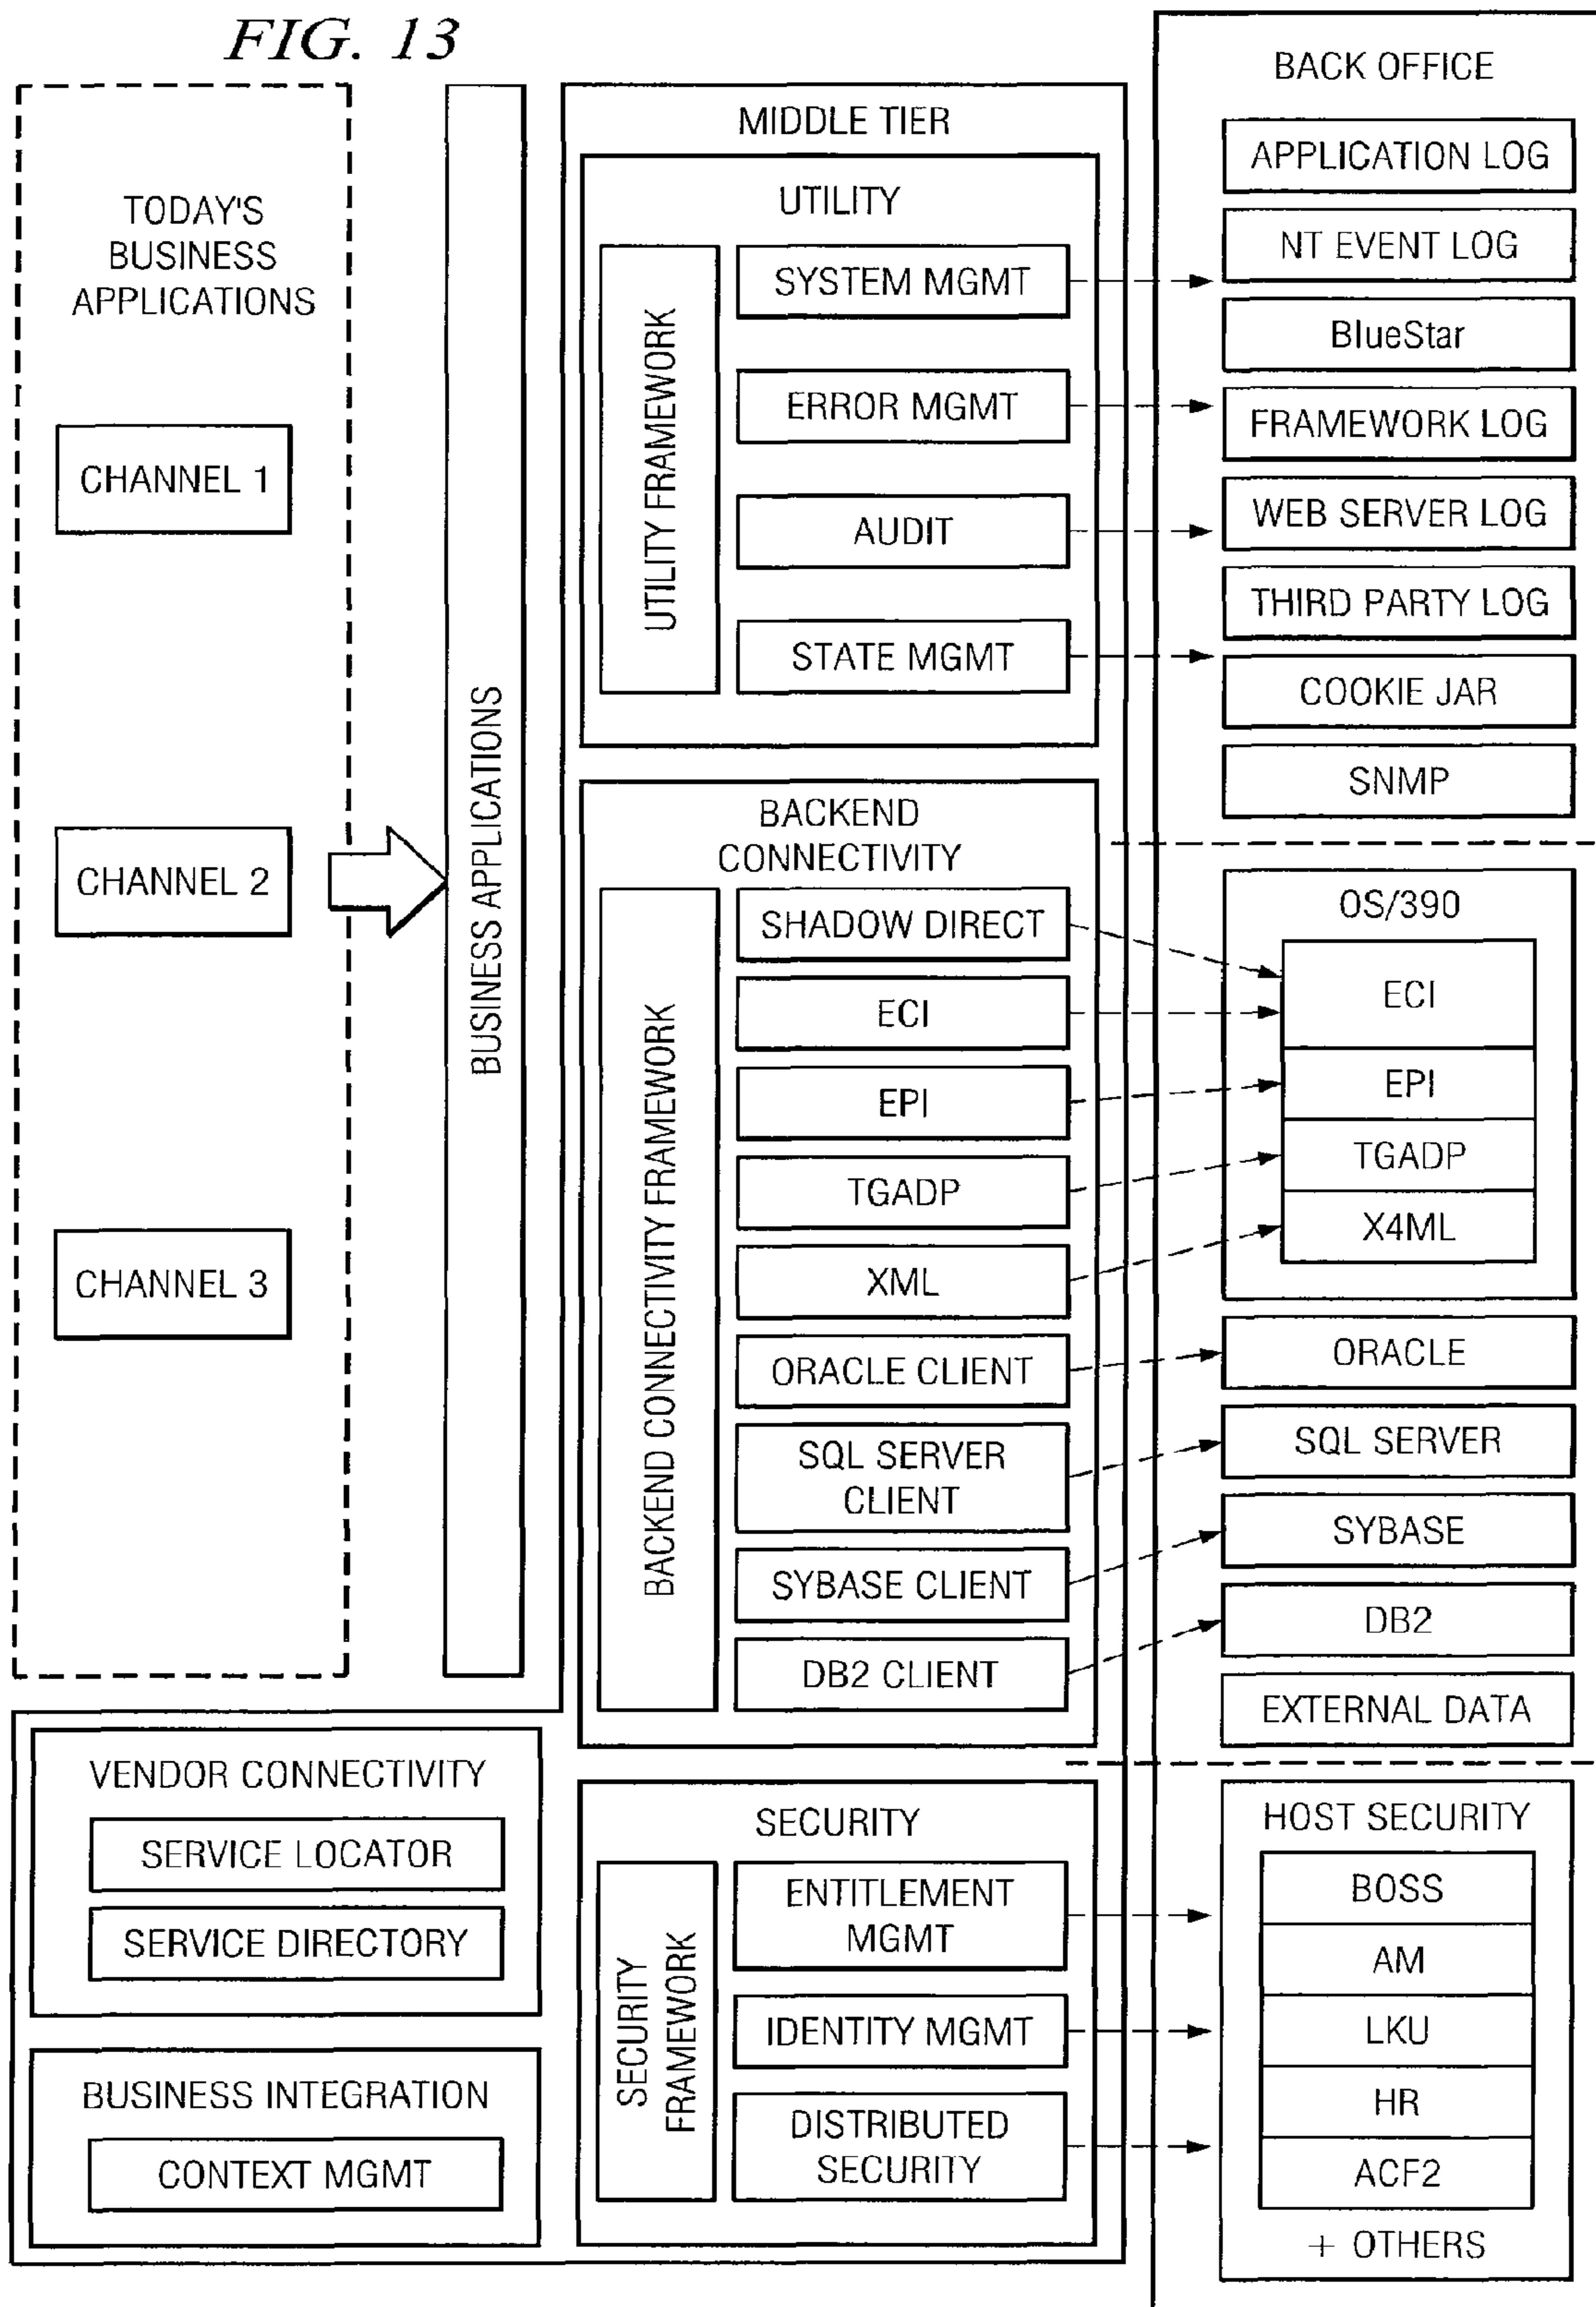 FIG. 13
TODAY'S
BUSINESS
APPLICATIONS
CHANNEL 1
CHANNEL 2
CHANNEL 3
BUSINESS APPLICATIONS
MIDDLE TIER
UTILITY
UTILITY FRAMEWORK
SYSTEM MGMT
ERROR MGMT
AUDIT
STATE MGMT
BACKEND
CONNECTIVITY
BACKEND CONNECTIVITY FRAMEWORK
SHADOW DIRECT
ECI
EPI
TGADP
XML
ORACLE CLIENT
SQL SERVER
CLIENT
SYBASE CLIENT
DB2 CLIENT
VENDOR CONNECTIVITY
SERVICE LOCATOR
SERVICE DIRECTORY
BUSINESS INTEGRATION
CONTEXT MGMT
SECURITY
SECURITY
FRAMEWORK
ENTITLEMENT
MGMT
IDENTITY MGMT
DISTRIBUTED
SECURITY
BACK OFFICE
APPLICATION LOG
NT EVENT LOG
BlueStar
FRAMEWORK LOG
WEB SERVER LOG
THIRD PARTY LOG
COOKIE JAR
SNMP
OS/390
ECI
EPI
TGADP
X4ML
ORACLE
SQL SERVER
SYBASE
DB2
EXTERNAL DATA
HOST SECURITY
BOSS
AM
LKU
HR
ACF2
+ OTHERS